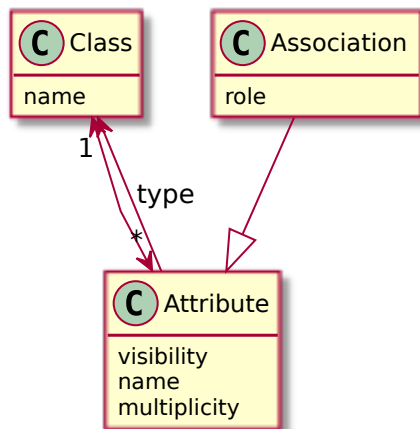 C Class
name
C Association
role
1
type
*
C Attribute
visibility
name
multiplicity